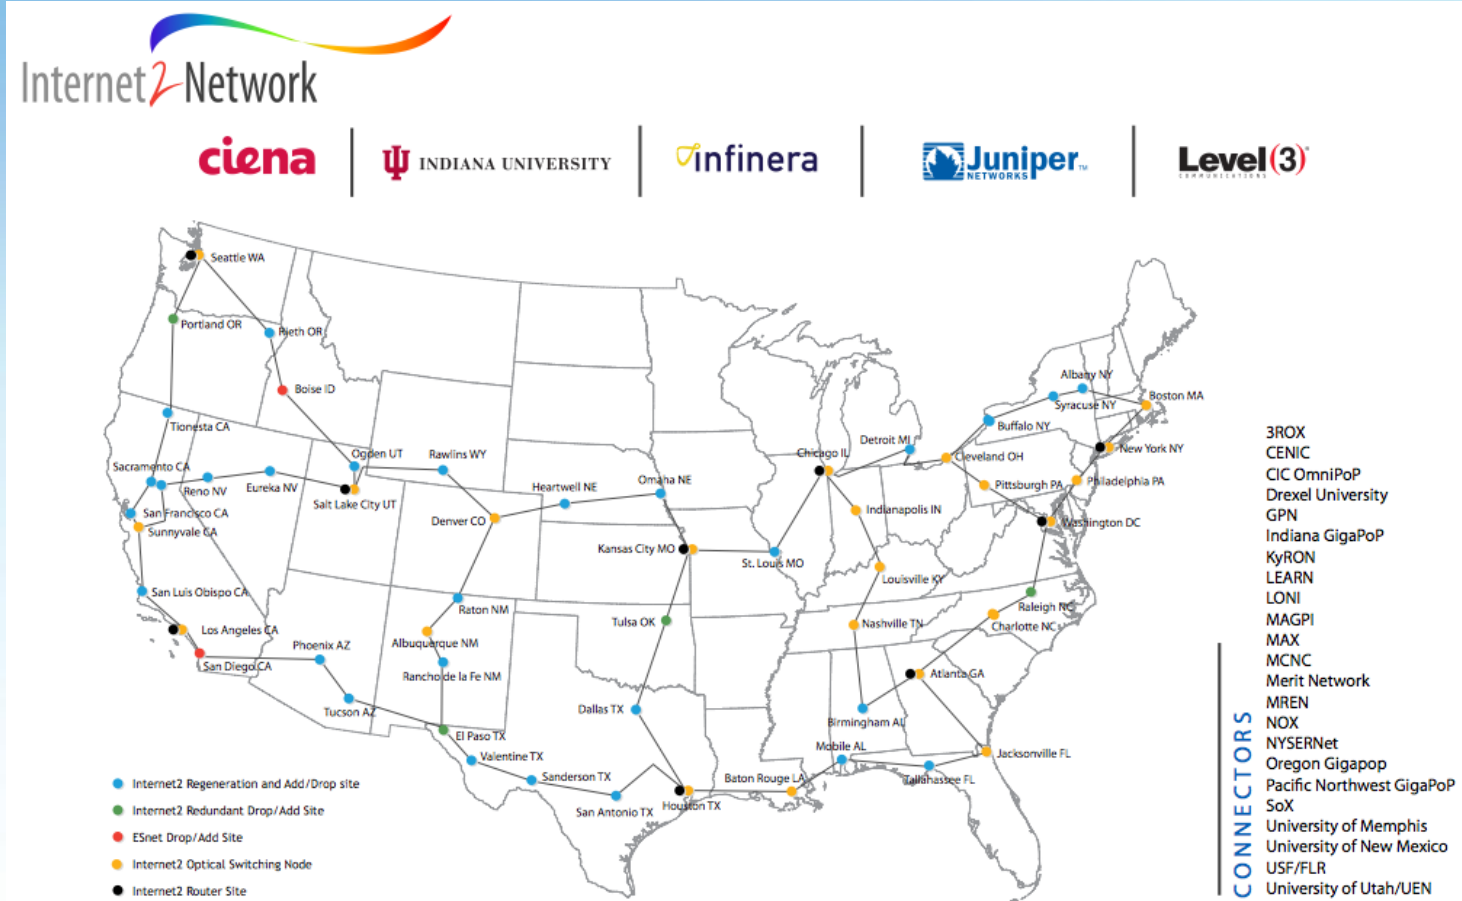 Internet2 Network
ciena
INDIANA UNIVERSITY
infinera
Juniper
NETWORKS
TM
Level(3)
COMMUNICATIONS
Seattle WA
Portland OR
Rieth OR
Boise ID
Tionesta CA
Ogden UT
Rawlins WY
Sacramento CA
Reno NV
Eureka NV
Salt Lake City UT
San Francisco CA
Sunnyvale CA
Denver CO
Heartwell NE
Omaha NE
Kansas City MO
St. Louis MO
Chicago IL
Detroit MI
Cleveland OH
Buffalo NY
Syracuse NY
Albany NY
Boston MA
New York NY
Philadelphia PA
Pittsburgh PA
Washington DC
Indianapolis IN
Louisville KY
Nashville TN
Raleigh NC
Charlotte NC
Atlanta GA
Birmingham AL
Jacksonville FL
Tallahassee FL
Mobile AL
Baton Rouge LA
Houston TX
San Antonio TX
Sanderson TX
Valentine TX
El Paso TX
Dallas TX
Tulsa OK
Raton NM
Albuquerque NM
Rancho de la Fe NM
San Luis Obispo CA
Los Angeles CA
San Diego CA
Phoenix AZ
Tucson AZ
Internet2 Regeneration and Add/Drop site
Internet2 Redundant Drop/Add Site
ESnet Drop/Add Site
Internet2 Optical Switching Node
Internet2 Router Site
CONNECTORS
3ROX
CENIC
CIC OmniPoP
Drexel University
GPN
Indiana GigaPoP
KyRON
LEARN
LONI
MAGPI
MAX
MCNC
Merit Network
MREN
NOX
NYSERNet
Oregon Gigapop
Pacific Northwest GigaPoP
SoX
University of Memphis
University of New Mexico
USF/FLR
University of Utah/UEN